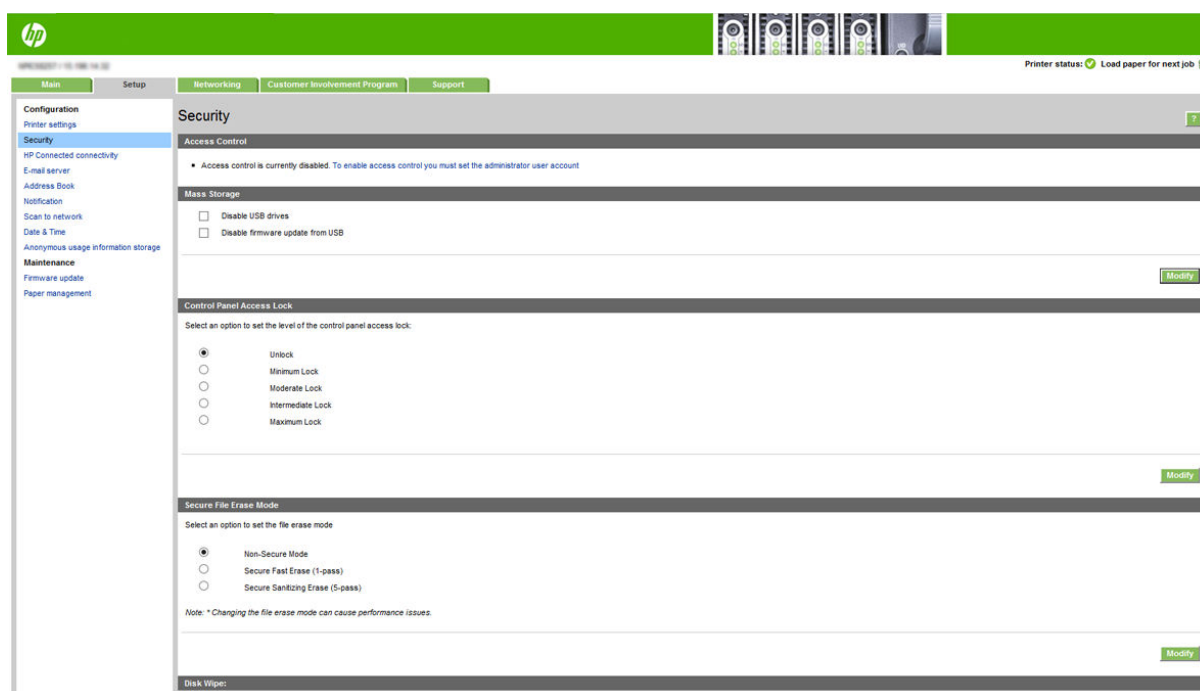 hp
Printer status: Load paper for next job
Main Setup Networking Customer Involvement Program Support
Configuration
Printer settings
Security
HP Connected connectivity
E-mail server
Address Book
Notification
Scan to network
Date & Time
Anonymous usage information storage
Maintenance
Firmware update
Paper management
Security
?
Access Control
Access control is currently disabled. To enable access control you must set the administrator user account
Mass Storage
Disable USB drives
Disable firmware update from USB
Modify
Control Panel Access Lock
Select an option to set the level of the control panel access lock:
Unlock
Minimum Lock
Moderate Lock
Intermediate Lock
Maximum Lock
Modify
Secure File Erase Mode
Select an option to set the file erase mode
Non-Secure Mode
Secure Fast Erase (1-pass)
Secure Sanitizing Erase (5-pass)
Note: * Changing the file erase mode can cause performance issues.
Modify
Disk Wipe: